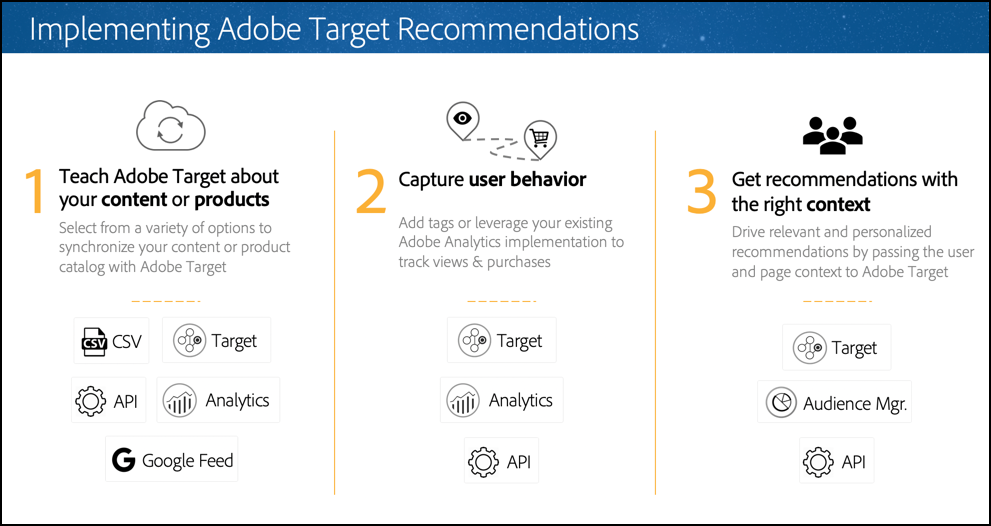 Implementing Adobe Target Recommendations
1
Teach Adobe Target about
your content or products
Select from a variety of options to
synchronize your content or product
catalog with Adobe Target
CSV
CSV
Target
API
Analytics
G
Google Feed
2
Capture user behavior
Add tags or leverage your existing
Adobe Analytics implementation to
track views & purchases
Target
Analytics
API
3
Get recommendations with
the right context
Drive relevant and personalized
recommendations by passing the user
and page context to Adobe Target
Target
Audience Mgr.
API